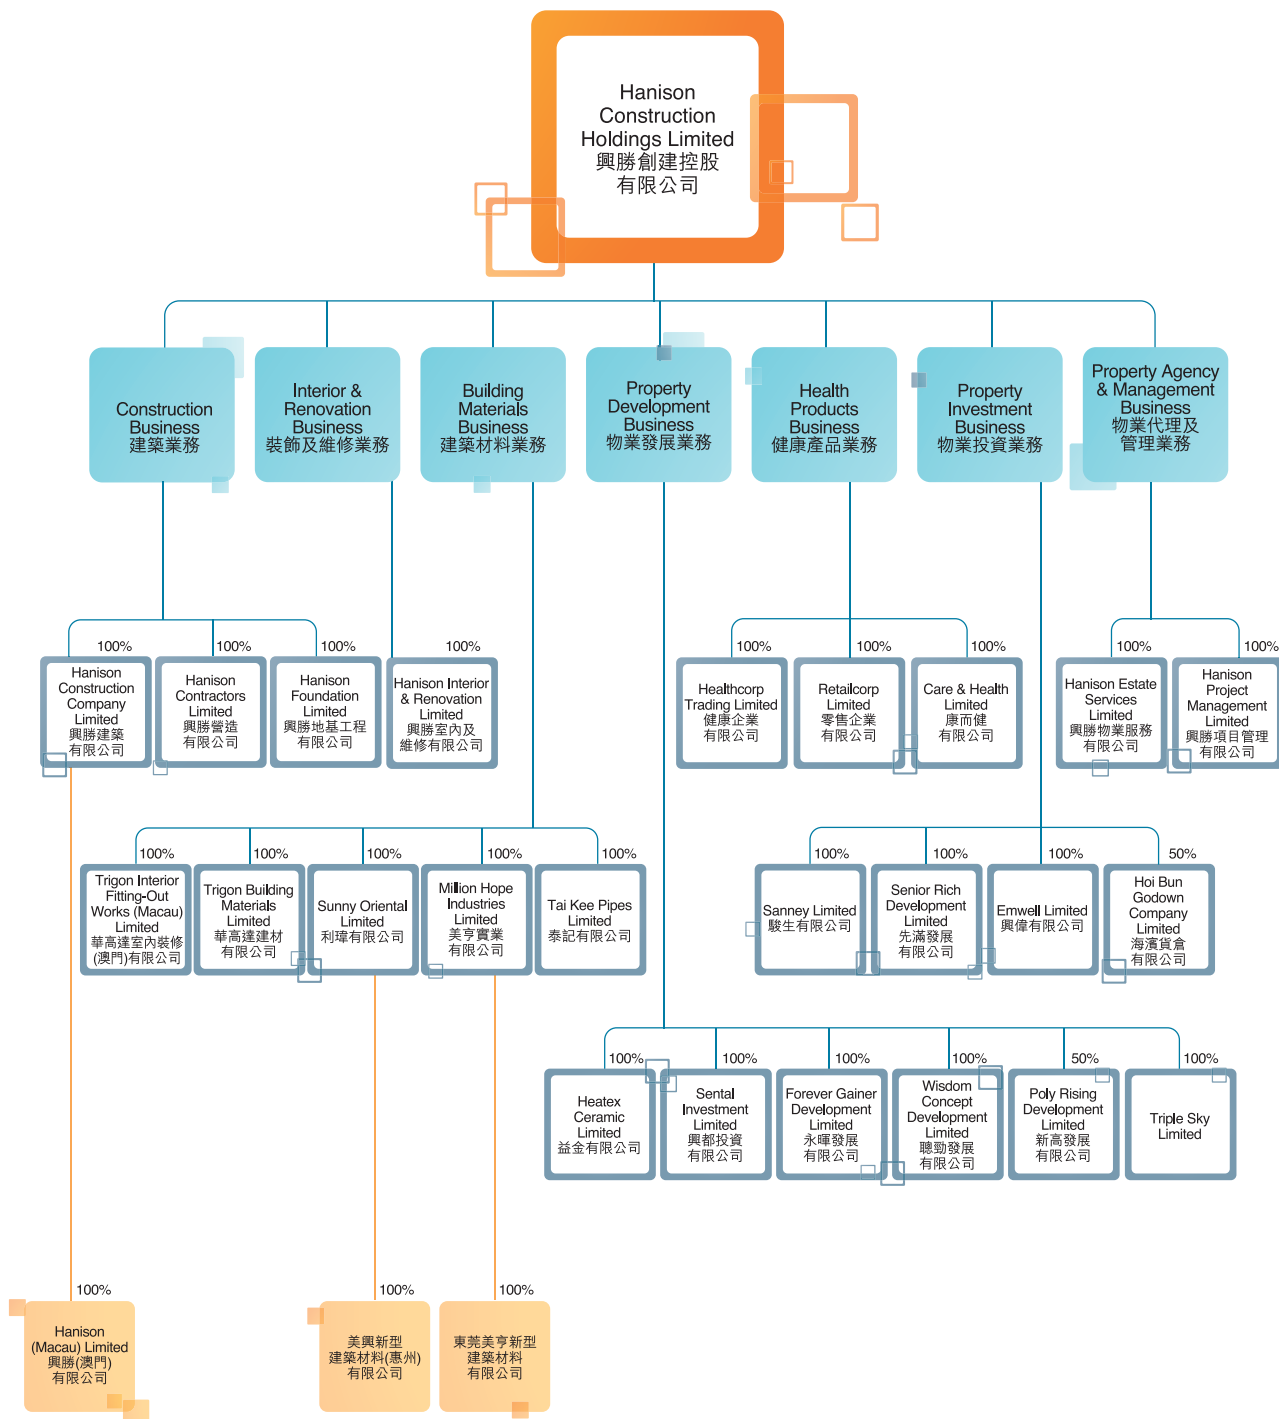 Hanison
Construction
Holdings Limited
興勝創建控股
有限公司
Construction
Business
建築業務
Interior &
Renovation
Business
裝飾及維修業務
Building
Materials
Business
建築材料業務
Property
Development
Business
物業發展業務
Health
Products
Business
健康產品業務
Property
Investment
Business
物業投資業務
Property Agency
& Management
Business
物業代理及
管理業務
100%
Hanison
Construction
Company
Limited
興勝建築
有限公司
100%
Hanison
Contractors
Limited
興勝營造
有限公司
100%
Hanison
Foundation
Limited
興勝地基工程
有限公司
100%
Hanison Interior
& Renovation
Limited
興勝室內及
維修有限公司
100%
Healthcorp
Trading Limited
健康企業
有限公司
100%
Retailcorp
Limited
零售企業
有限公司
100%
Care & Health
Limited
康而健
有限公司
100%
Hanison Estate
Services
Limited
興勝物業服務
有限公司
100%
Hanison
Project
Management
Limited
興勝項目管理
有限公司
100%
Trigon Interior
Fitting-Out
Works (Macau)
Limited
華高達室內裝修
(澳門)有限公司
100%
Trigon Building
Materials
Limited
華高達建材
有限公司
100%
Sunny Oriental
Limited
利瑋有限公司
100%
Million Hope
Industries
Limited
美亨實業
有限公司
100%
Tai Kee Pipes
Limited
泰記有限公司
100%
Sanney Limited
駿生有限公司
100%
Senior Rich
Development
Limited
先滿發展
有限公司
100%
Emwell Limited
興偉有限公司
50%
Hoi Bun
Godown
Company
Limited
海濱貨倉
有限公司
100%
Heatex
Ceramic
Limited
益金有限公司
100%
Sental
Investment
Limited
興都投資
有限公司
100%
Forever Gainer
Development
Limited
永暉發展
有限公司
100%
Wisdom
Concept
Development
Limited
聰勁發展
有限公司
50%
Poly Rising
Development
Limited
新高發展
有限公司
100%
Triple Sky
Limited
100%
Hanison
(Macau) Limited
興勝(澳門)
有限公司
100%
美興新型
建築材料(惠州)
有限公司
100%
東莞美亨新型
建築材料
有限公司